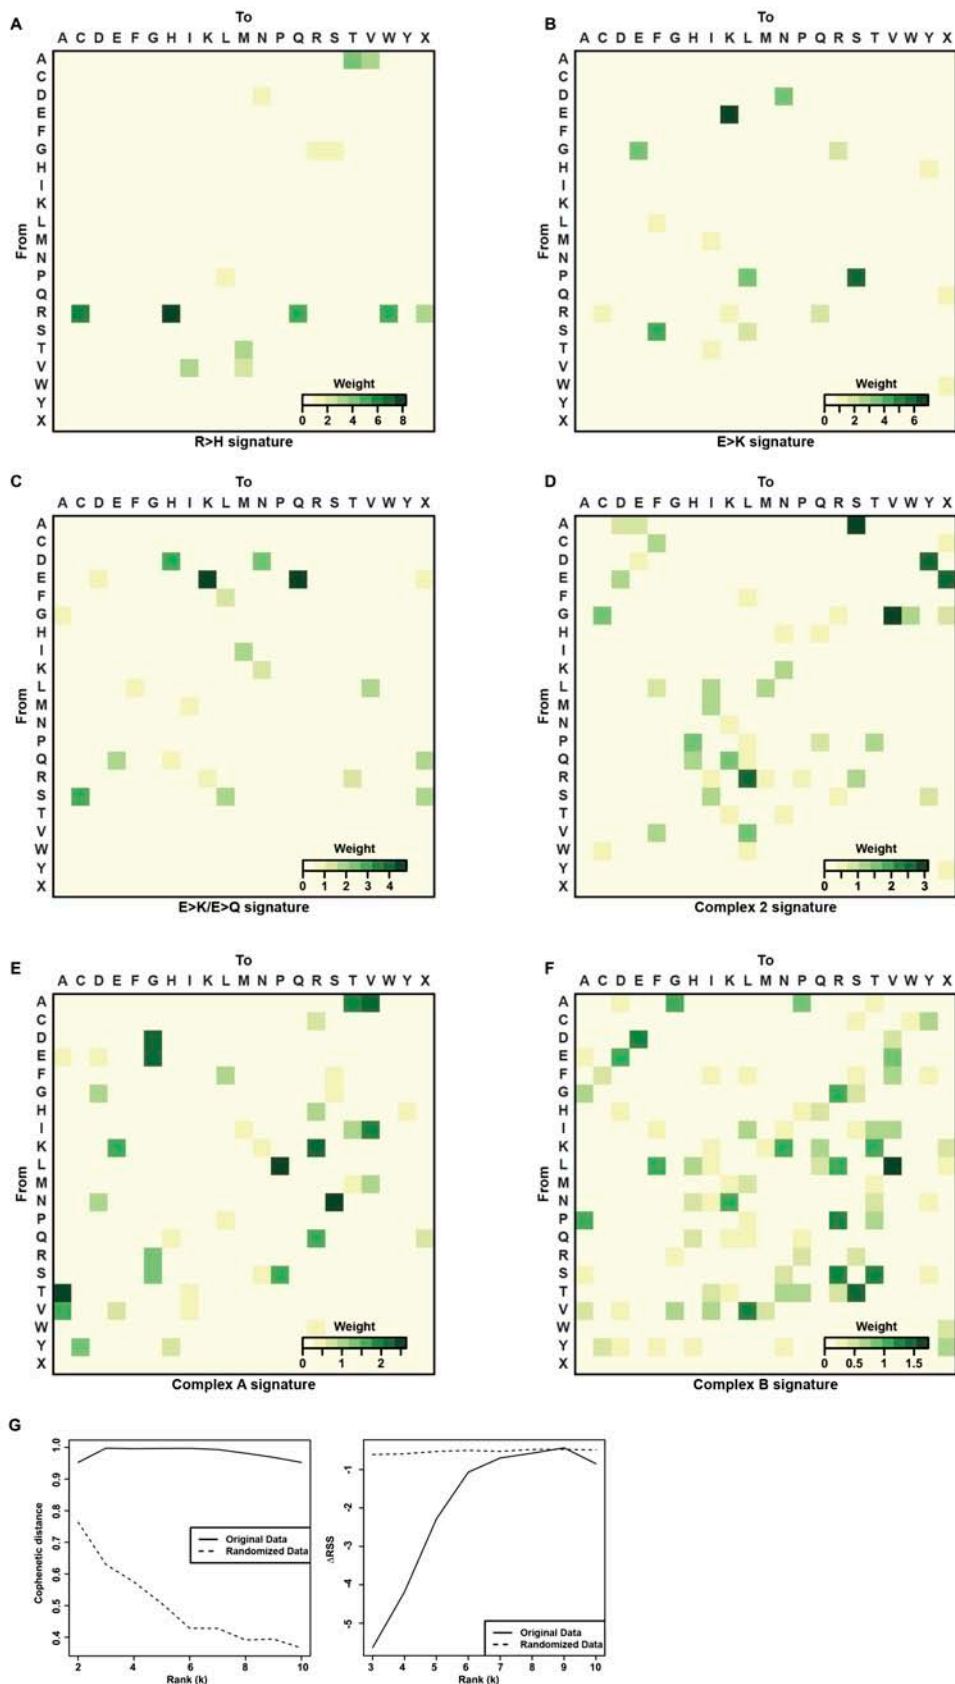 A
To
A C D E F G H I K L M N P Q R S T V W Y X
From
A
C
D
E
F
G
H
I
K
L
M
N
P
Q
R
S
T
V
W
Y
X
Weight
0 2 4 6 8
R>H signature
B
To
A C D E F G H I K L M N P Q R S T V W Y X
From
A
C
D
E
F
G
H
I
K
L
M
N
P
Q
R
S
T
V
W
Y
X
Weight
0 2 4 6
E>K signature
C
To
A C D E F G H I K L M N P Q R S T V W Y X
From
A
C
D
E
F
G
H
I
K
L
M
N
P
Q
R
S
T
V
W
Y
X
Weight
0 1 2 3 4
E>K/E>Q signature
D
To
A C D E F G H I K L M N P Q R S T V W Y X
From
A
C
D
E
F
G
H
I
K
L
M
N
P
Q
R
S
T
V
W
Y
X
Weight
0 1 2 3
Complex 2 signature
E
To
A C D E F G H I K L M N P Q R S T V W Y X
From
A
C
D
E
F
G
H
I
K
L
M
N
P
Q
R
S
T
V
W
Y
X
Weight
0 1 2
Complex A signature
F
To
A C D E F G H I K L M N P Q R S T V W Y X
From
A
C
D
E
F
G
H
I
K
L
M
N
P
Q
R
S
T
V
W
Y
X
Weight
0 0.5 1 1.5
Complex B signature
G
Cophenetic distance
1.0
0.9
0.8
0.7
0.6
0.5
0.4
Original Data
Randomized Data
2 4 6 8 10
Rank (k)
ΔRSS
-1
-2
-3
-4
-5
Original Data
Randomized Data
3 4 5 6 7 8 9 10
Rank (k)